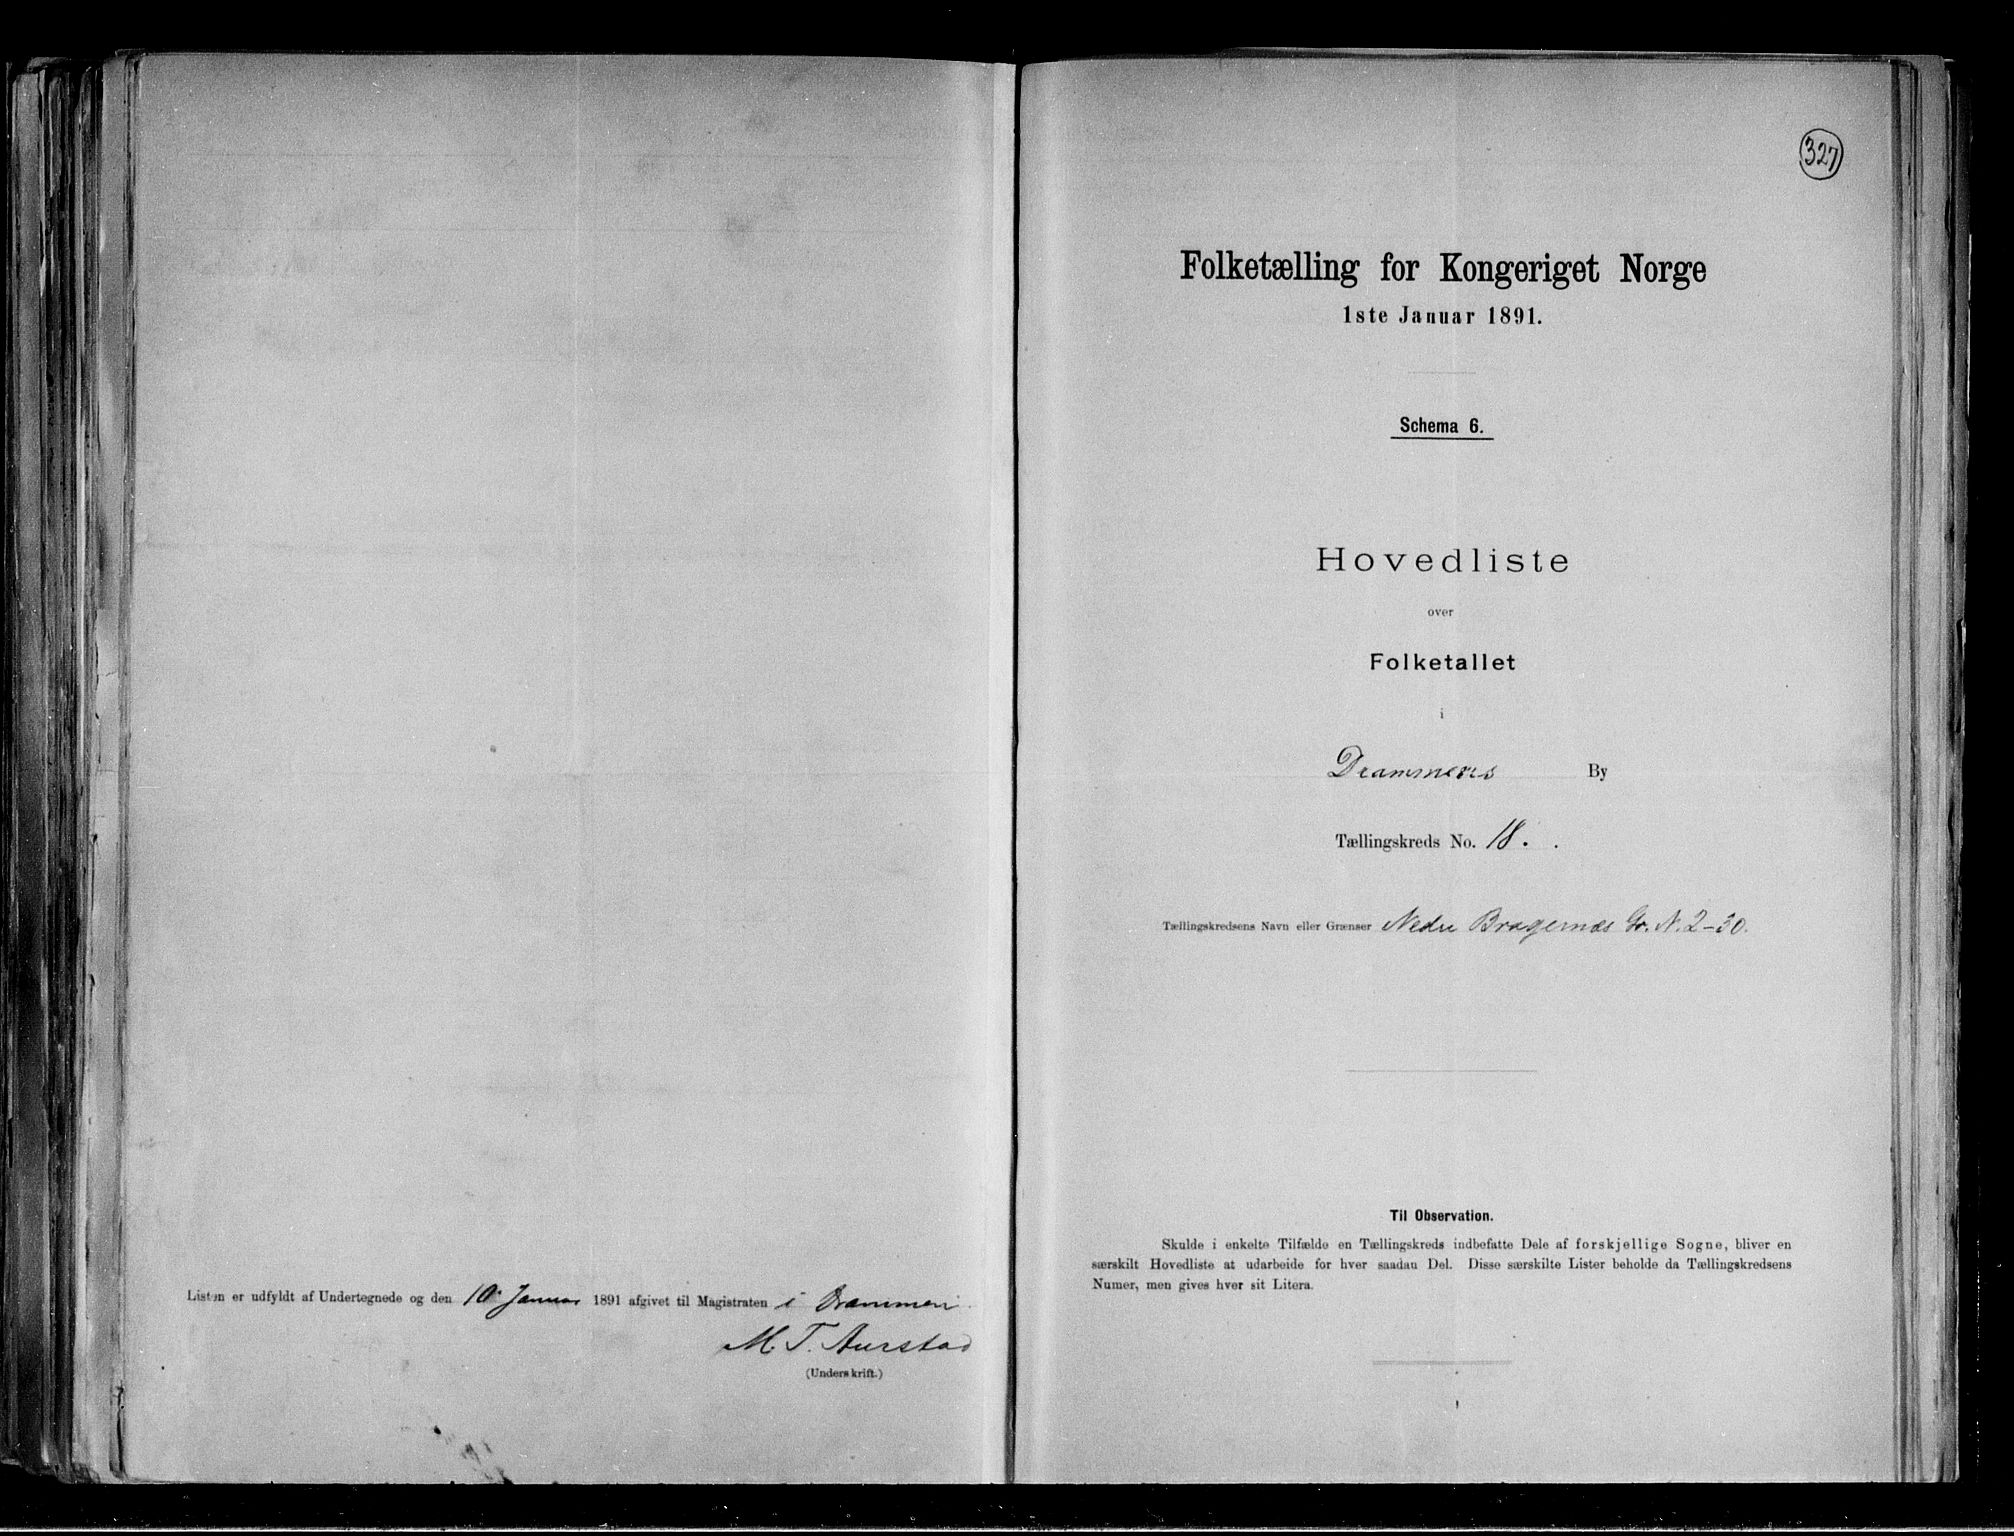 Listen er udfyldt af Undertegnede og den 10. Januar 1891 afgivet til Magistraten i Drammen.
M. T. Aurstad
(Underskrift.)
327
Folketælling for Kongeriget Norge
1ste Januar 1891.
Schema 6.
Hovedliste
over
Folketallet
i
Drammens By
Tællingskreds No. 18.
Tællingskredsens Navn eller Grænser Nedre Bragernæs Gr. N. 2-30.
Til Observation.
Skulde i enkelte Tilfælde en Tællingskreds indbefatte Dele af forskjellige Sogne, bliver en
særskilt Hovedliste at udarbeide for hver saadan Del. Disse særskilte Lister beholde da Tællingskredsens
Numer, men gives hver sit Litera.